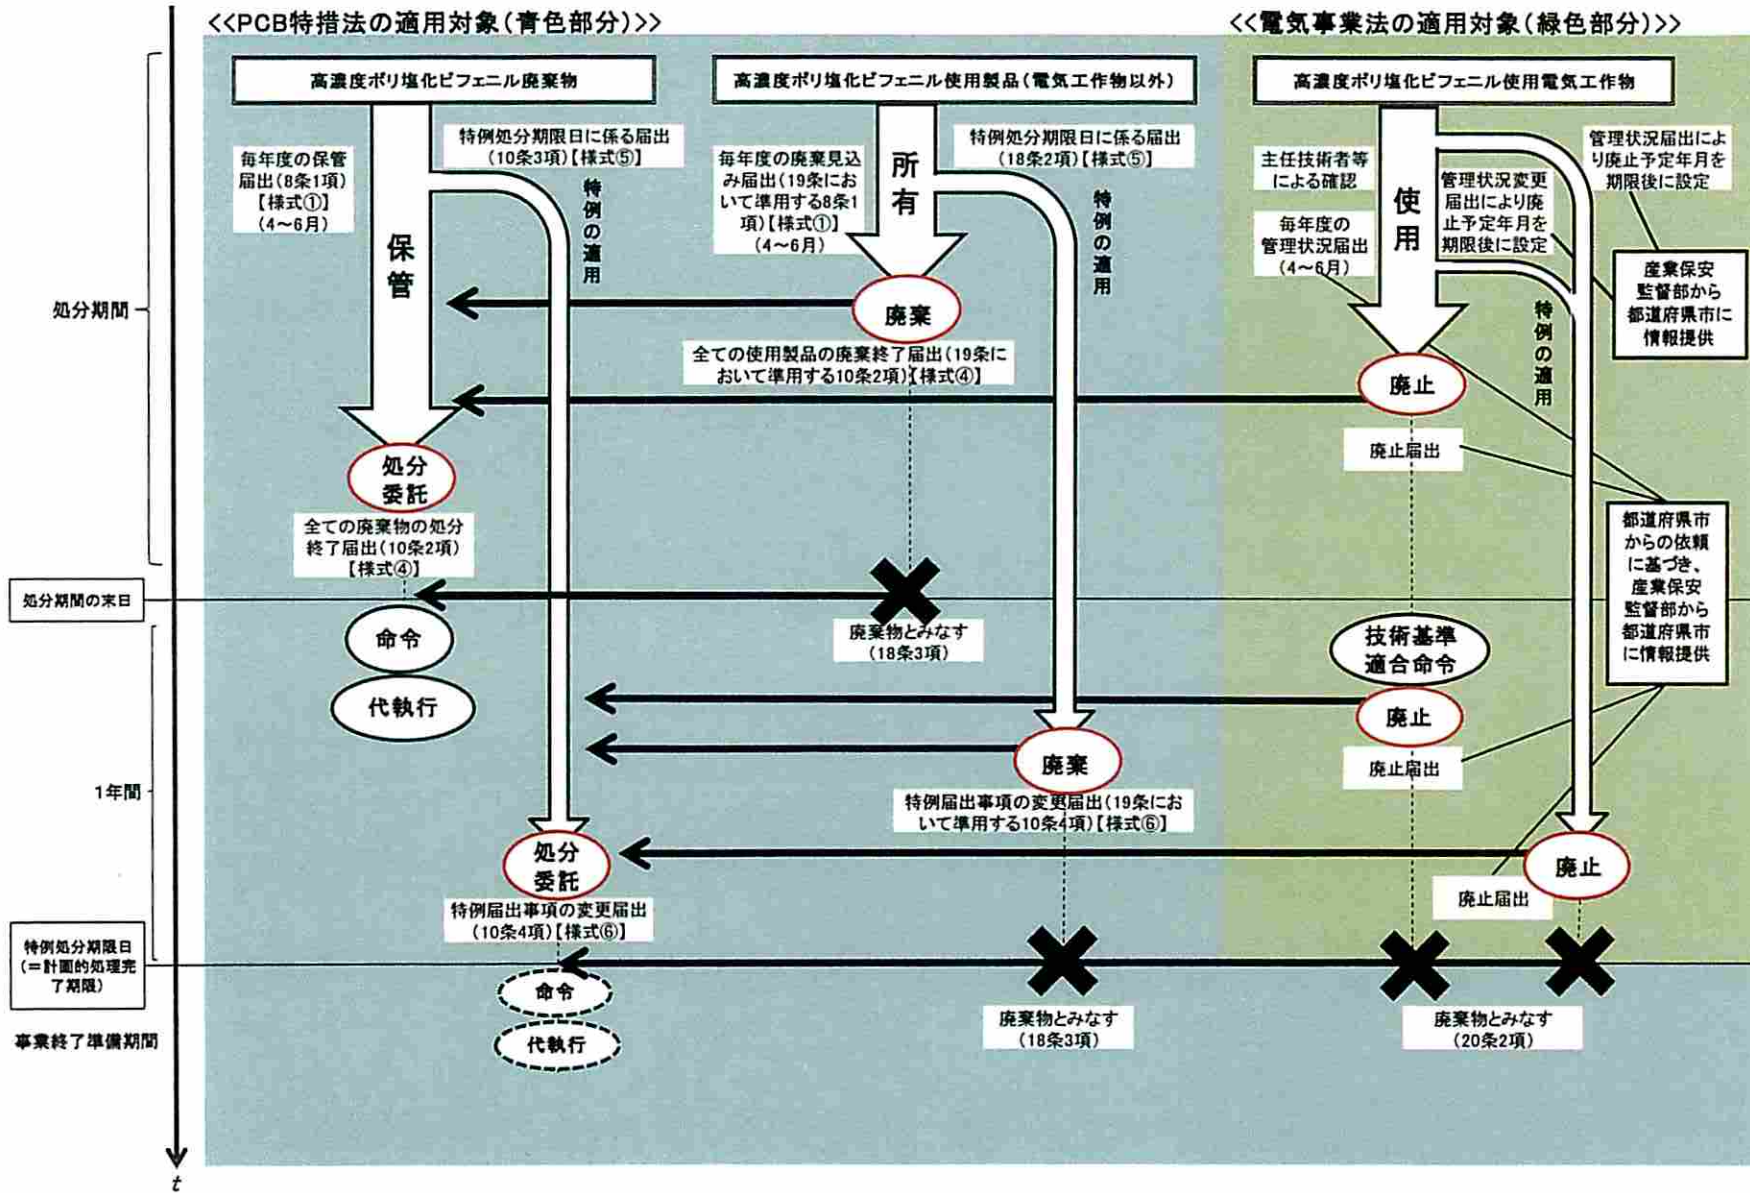 <<PCB特措法の適用対象(青色部分)>>
<<電気事業法の適用対象(緑色部分)>>
高濃度ポリ塩化ビフェニル廃棄物
高濃度ポリ塩化ビフェニル使用製品(電気工作物以外)
高濃度ポリ塩化ビフェニル使用電気工作物
毎年度の保管
届出(8条1項)
【様式①】
(4～6月)
保管
特例処分期限日に係る届出
(10条3項)【様式⑤】
特例の適用
毎年度の廃棄見込
み届出(19条にお
いて準用する8条1
項)【様式①】
(4～6月)
所有
特例処分期限日に係る届出
(18条2項)【様式⑤】
特例の適用
主任技術者等
による確認
毎年度の
管理状況届出
(4～6月)
使用
管理状況変更
届出により廃
止予定年月を
期限後に設定
管理状況届出によ
り廃止予定年月を
期限後に設定
産業保安
監督部から
都道府県市に
情報提供
特例の適用
処分期間
廃棄
全ての使用製品の廃棄終了届出(19条に
おいて準用する10条2項)【様式④】
廃止
廃止届出
処分
委託
全ての廃棄物の処分
終了届出(10条2項)
【様式④】
都道府県市
からの依頼
に基づき、
産業保安
監督部から
都道府県市
に情報提供
処分期間の末日
命令
代執行
廃棄物とみなす
(18条3項)
技術基準
適合命令
廃止
廃止届出
1年間
廃棄
特例届出事項の変更届出(19条にお
いて準用する10条4項)【様式⑥】
処分
委託
特例届出事項の変更届出
(10条4項)【様式⑥】
廃止
廃止届出
特例処分期限日
(＝計画的処理完
了期限)
命令
代執行
廃棄物とみなす
(18条3項)
廃棄物とみなす
(20条2項)
事業終了準備期間
t